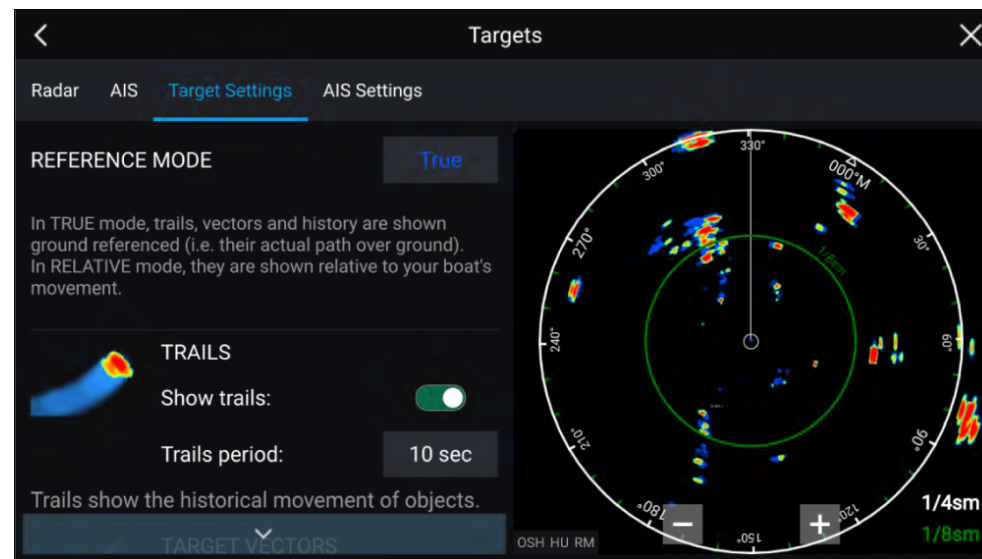 Targets
Radar AIS Target Settings AIS Settings
REFERENCE MODE True
In TRUE mode, trails, vectors and history are shown
ground referenced (i.e. their actual path over ground).
In RELATIVE mode, they are shown relative to your boat's
movement.
TRAILS
Show trails:
Trails period: 10 sec
Trails show the historical movement of objects.
TARGET VECTORS
330°
000°M
30°
60°
90°
120°
150°
180°
210°
240°
270°
300°
1/8sm
1/4sm
1/8sm
OSH HU RM